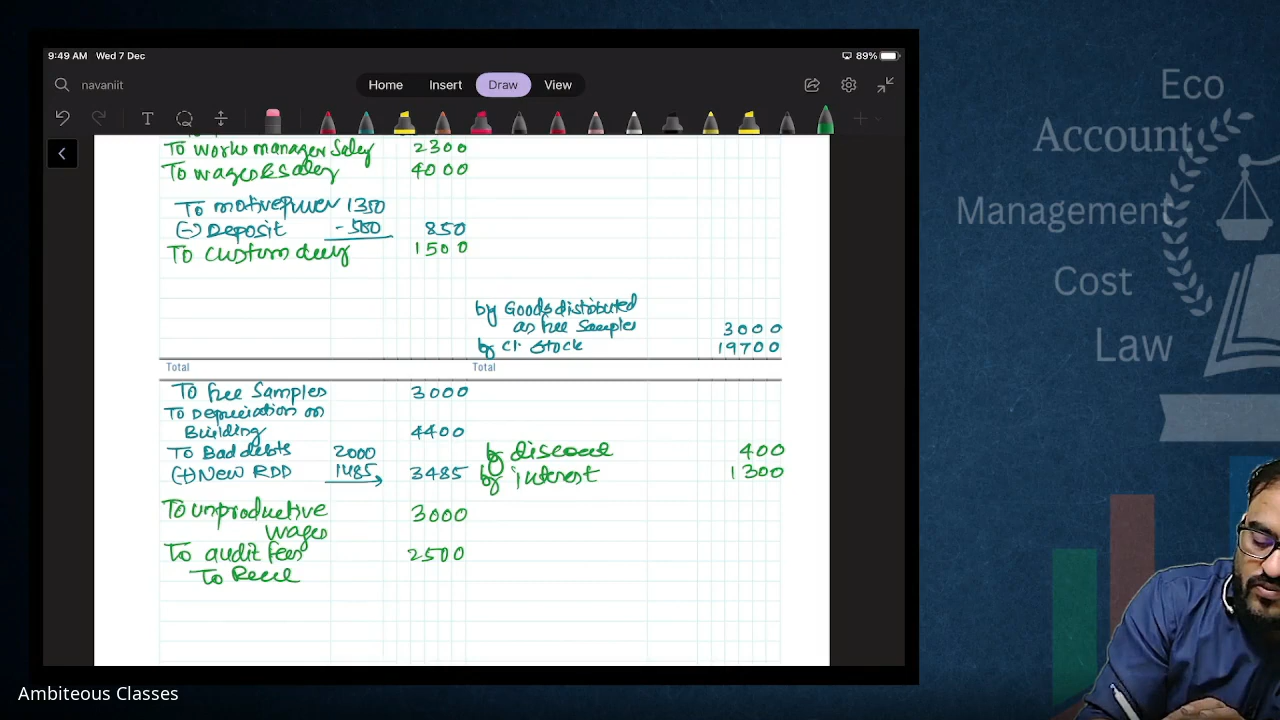 9:49 AM Wed 7 Dec
89%
navaniit
Home Insert Draw View
To works manager Salery 2300
To wages & salery 4000
To motive power 1350
(-) Deposit - 500 850
To custom deuty 1500
by Goods distributed
as free Samples 3000
by Cl. Stock 19700
Total Total
To free Samples 3000
To Depreciation on
Building 4400
To Bad debts 2000
by discount 400
(+) New RDD 1485 3485
by interest 1300
To unproductive
wages 3000
To audit fees 2500
To
Eco
Account
Management
Cost
Law
Ambiteous Classes